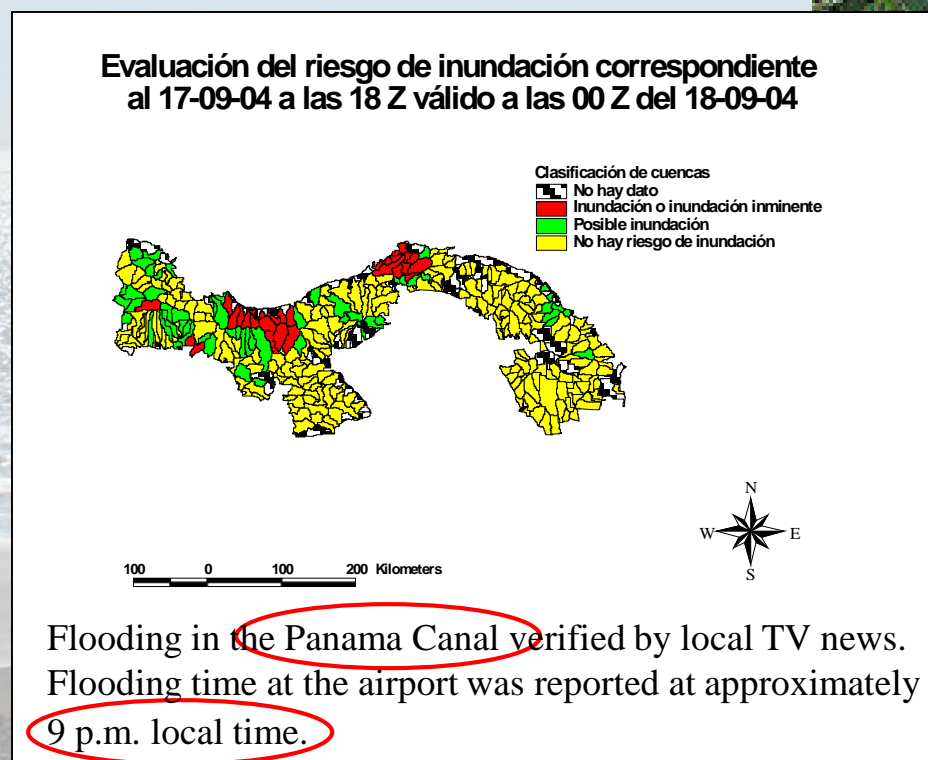 Evaluación del riesgo de inundación correspondiente
al 17-09-04 a las 18 Z válido a las 00 Z del 18-09-04
Clasificación de cuencas
No hay dato
Inundación o inundación inminente
Posible inundación
No hay riesgo de inundación
N
W E
S
100 0 100 200 Kilometers
Flooding in the Panama Canal verified by local TV news.
Flooding time at the airport was reported at approximately
9 p.m. local time.